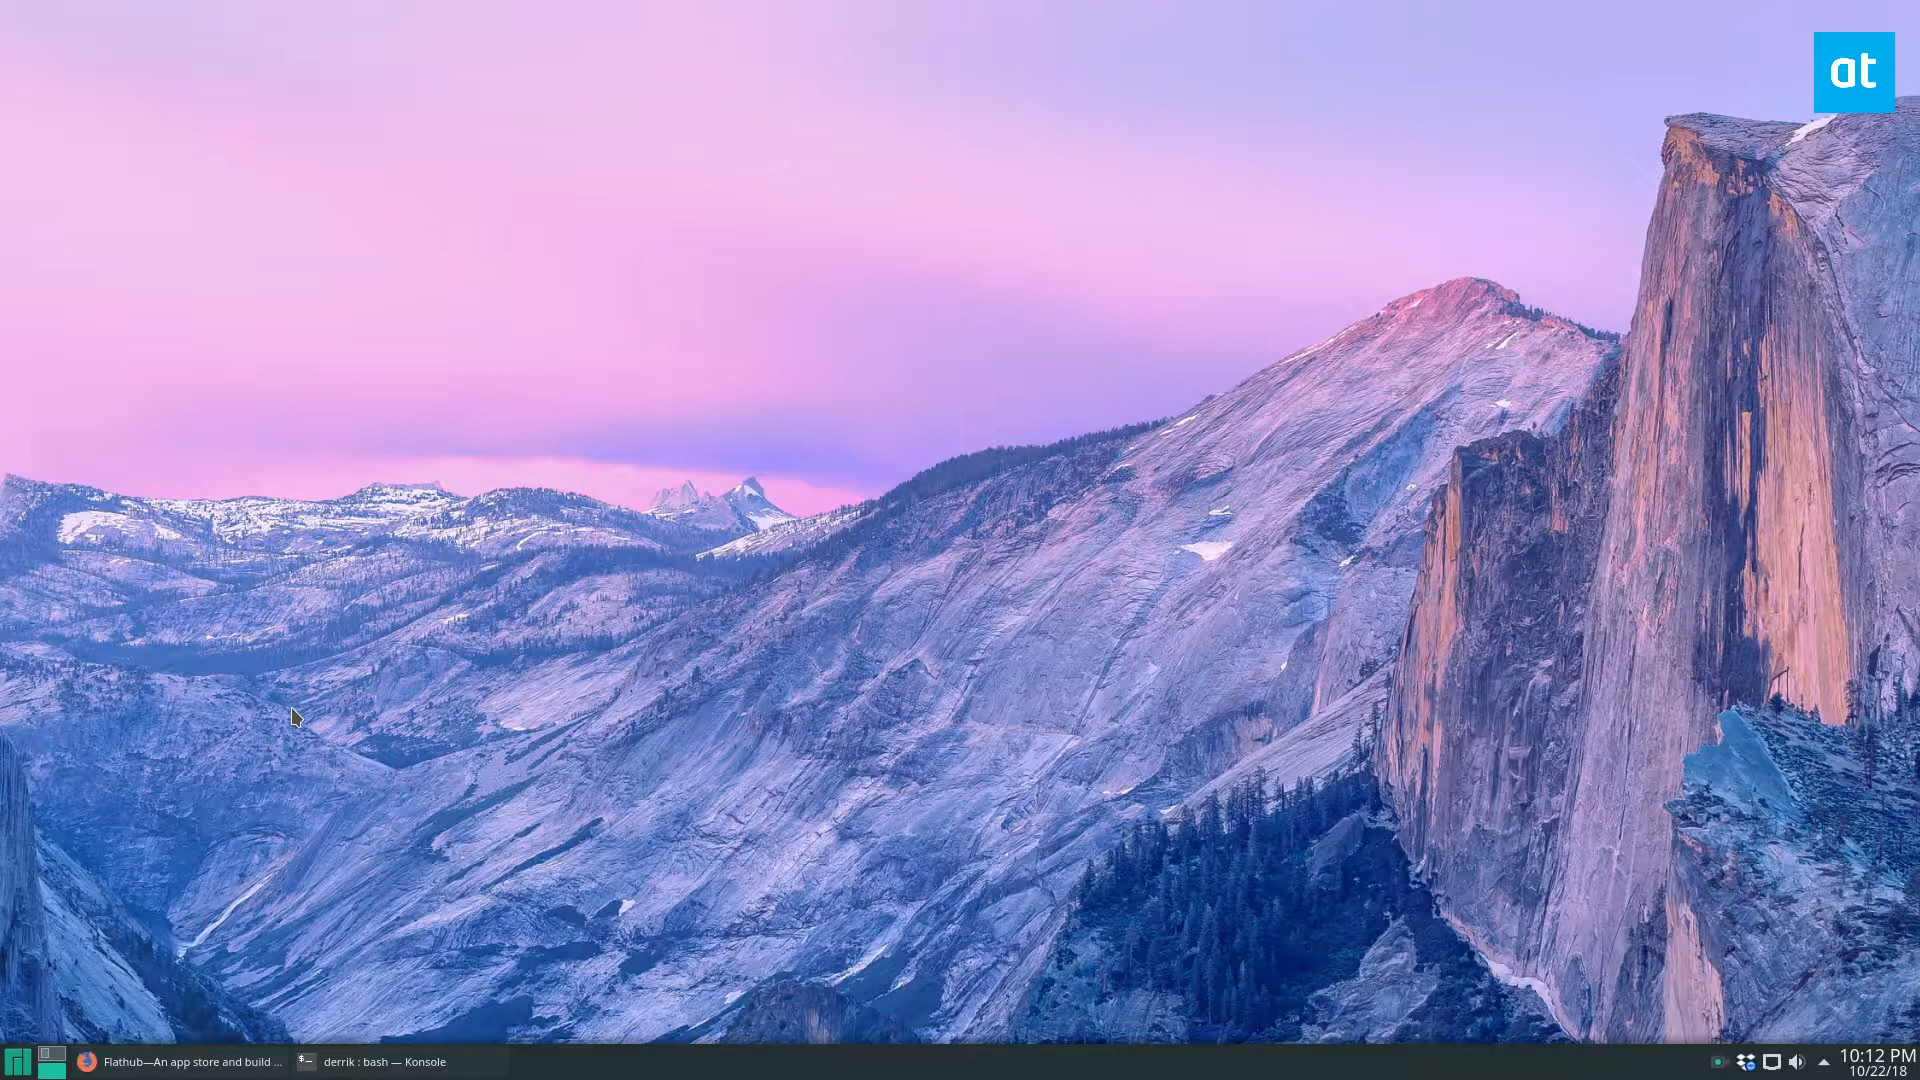 at
Flathub—An app store and build ...
derrik : bash — Konsole
10:12 PM
10/22/18